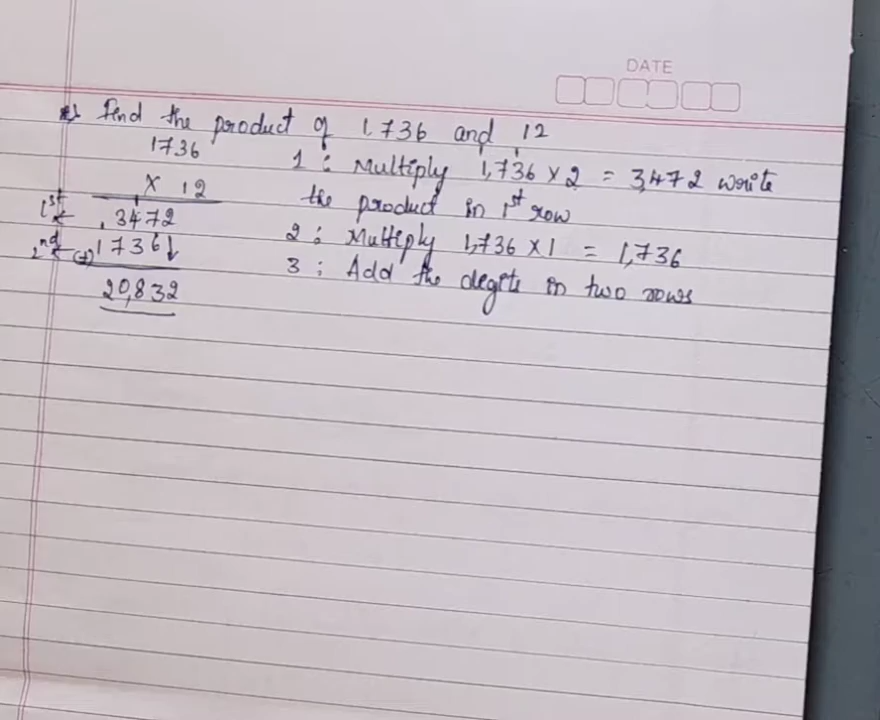 DATE
Find the product of 1,736 and 12
1736
x 12
1st 3472
2nd (+) 1736↓
20,832
1 : Multiply 1,736 x 2 = 3,472 write
the product in 1st row
2 : Multiply 1,736 x 1 = 1,736
3 : Add the degits in two rows